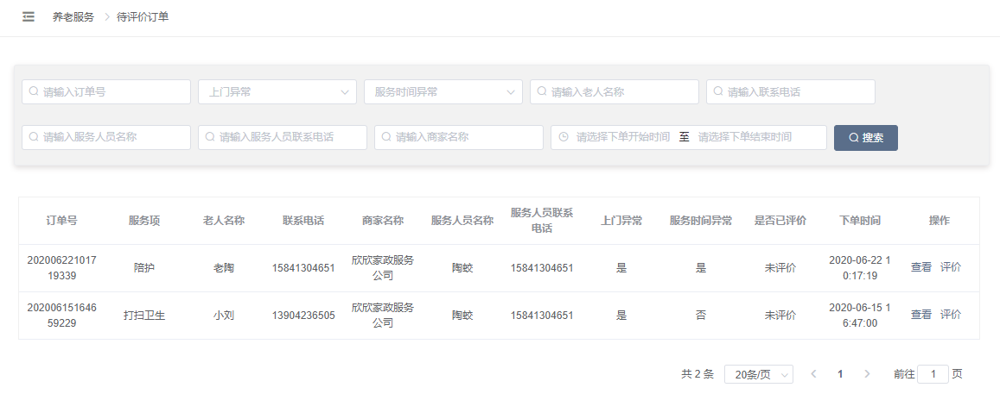 养老服务 > 待评价订单
请输入订单号 上门异常 服务时间异常 请输入老人名称 请输入联系电话
请输入服务人员名称 请输入服务人员联系电话 请输入商家名称 请选择下单开始时间 至 请选择下单结束时间 搜索
订单号 服务项 老人名称 联系电话 商家名称 服务人员名称 服务人员联系 上门异常 服务时间异常 是否已评价 下单时间 操作
电话
202006221017 陪护 老陶 15841304651 欣欣家政服务 陶皎 15841304651 是 是 未评价 2020-06-22 1 查看 评价
19339 公司 0:17:19
202006151646 打扫卫生 小刘 13904236505 欣欣家政服务 陶皎 15841304651 是 否 未评价 2020-06-15 1 查看 评价
59229 公司 6:47:00
共 2 条 20条/页 < 1 > 前往 1 页